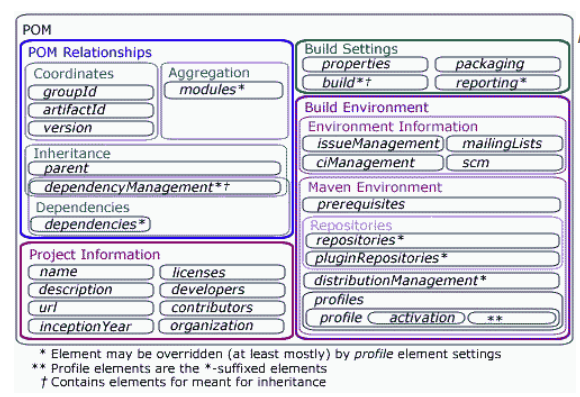 POM
POM Relationships
Coordinates
groupId
artifactId
version
Aggregation
modules*
Inheritance
parent
dependencyManagement*†
Dependencies
dependencies*
Project Information
name
description
url
inceptionYear
licenses
developers
contributors
organization
Build Settings
properties
packaging
build*†
reporting*
Build Environment
Environment Information
issueManagement
mailingLists
ciManagement
scm
Maven Environment
prerequisites
Repositories
repositories*
pluginRepositories*
distributionManagement*
profiles
profile activation **
* Element may be overridden (at least mostly) by profile element settings
** Profile elements are the *-suffixed elements
† Contains elements for meant for inheritance